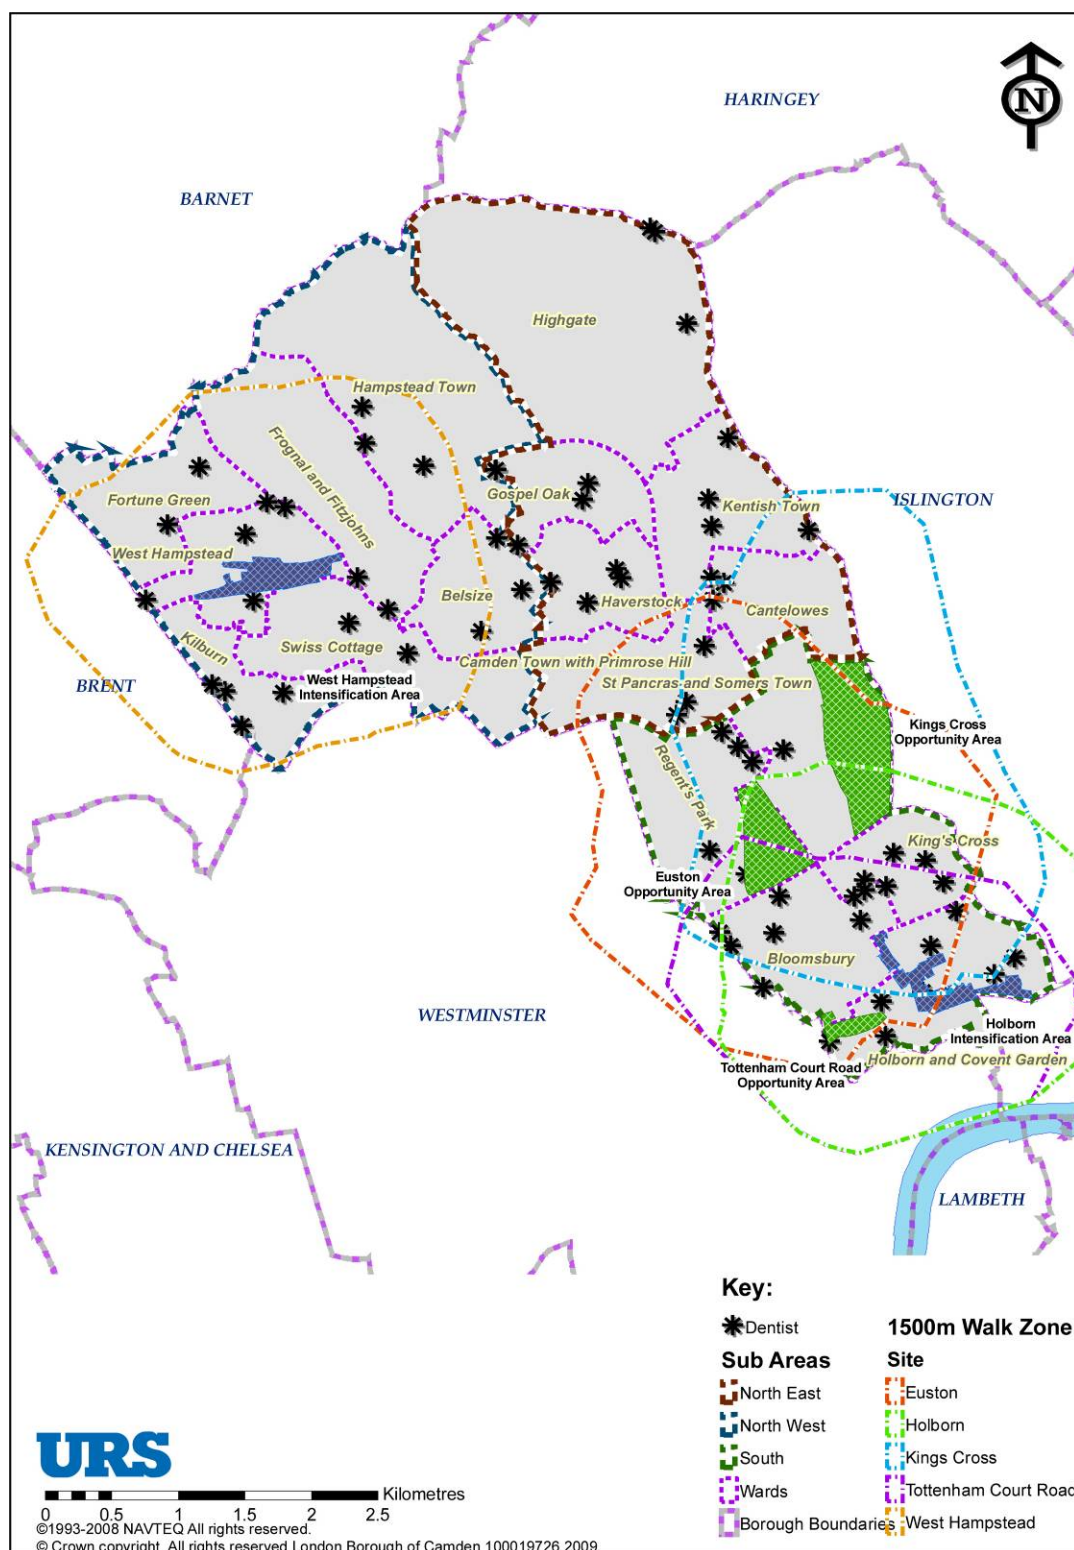 HARINGEY
N
BARNET
Highgate
Hampstead Town
Frognal and Fitzjohns
ISLINGTON
Gospel Oak
Kentish Town
Fortune Green
West Hampstead
Belsize
Haverstock
Cantelowes
Kilburn
Swiss Cottage
Camden Town with Primrose Hill
St Pancras and Somers Town
BRENT
West Hampstead
Intensification Area
Kings Cross
Opportunity Area
Regent's Park
King's Cross
Euston
Opportunity Area
Bloomsbury
WESTMINSTER
Holborn
Intensification Area
Holborn and Covent Garden
Tottenham Court Road
Opportunity Area
KENSINGTON AND CHELSEA
LAMBETH
Key:
Dentist
Sub Areas
North East
North West
South
Wards
Borough Boundaries
1500m Walk Zone
Site
Euston
Holborn
Kings Cross
Tottenham Court Road
West Hampstead
URS
Kilometres
0 0.5 1 1.5 2 2.5
©1993-2008 NAVTEQ All rights reserved.
© Crown copyright. All rights reserved London Borough of Camden 100019726 2009.